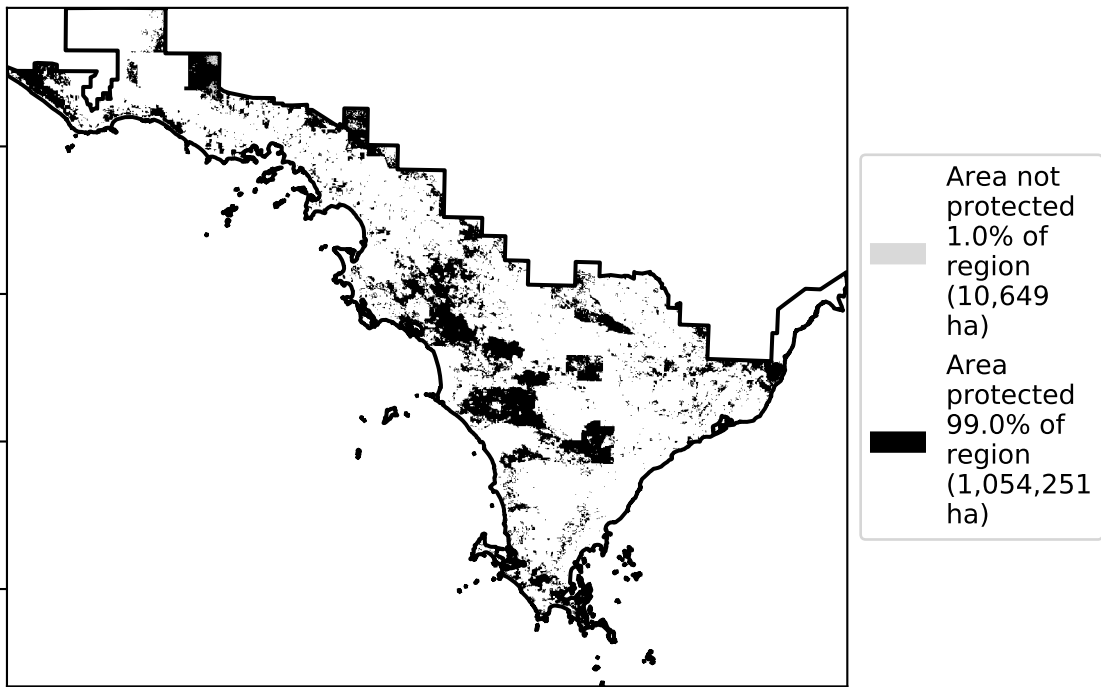 Area not
protected
1.0% of
region
(10,649
ha)
Area
protected
99.0% of
region
(1,054,251
ha)